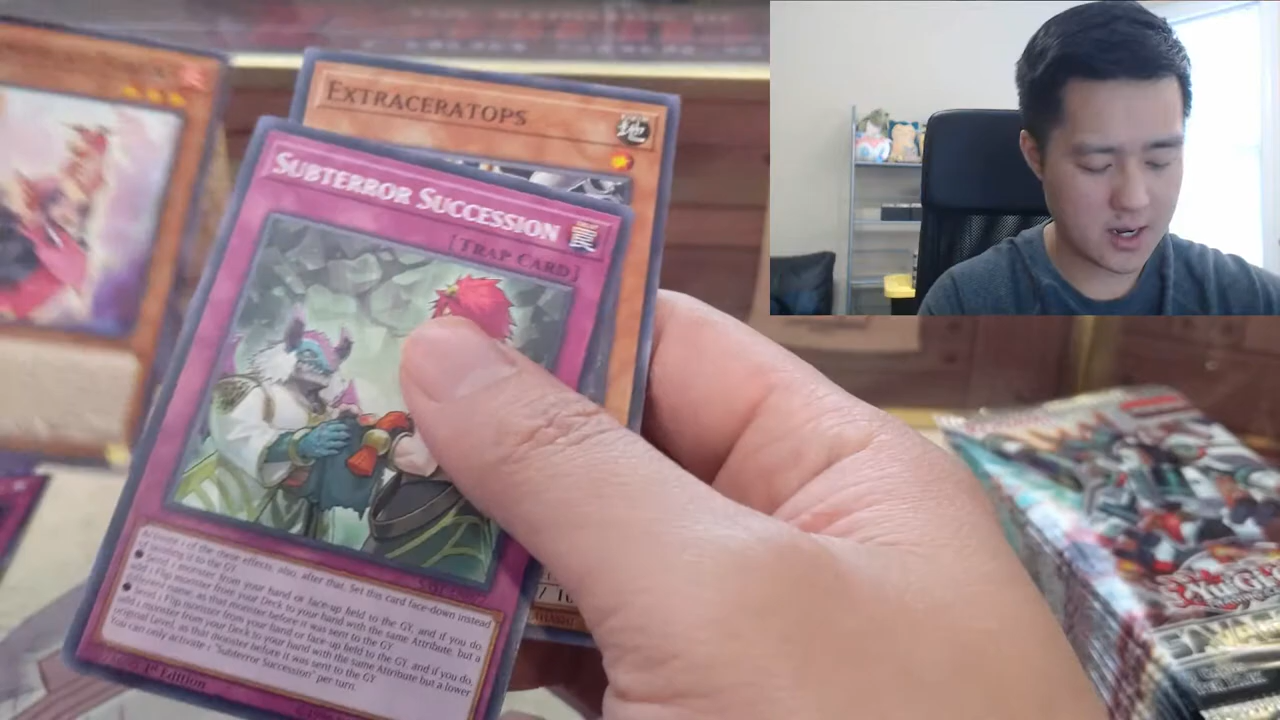 EXTRACERATOPS
SUBTERROR SUCCESSION
[TRAP CARD]
Activate 1 of these effects; also, after that, Set this card face-down instead
of sending it to the GY.
● Send 1 monster from your hand or face-up field to the GY, and if you do,
add 1 Flip monster from your Deck to your hand with the same Attribute, but a
different name, as that monster before it was sent to the GY.
● Send 1 Flip monster from your hand or face-up field to the GY, and if you do,
add 1 monster from your Deck to your hand with the same Attribute but a lower
original Level, as that monster before it was sent to the GY.
You can only activate 1 "Subterror Succession" per turn.
1st Edition